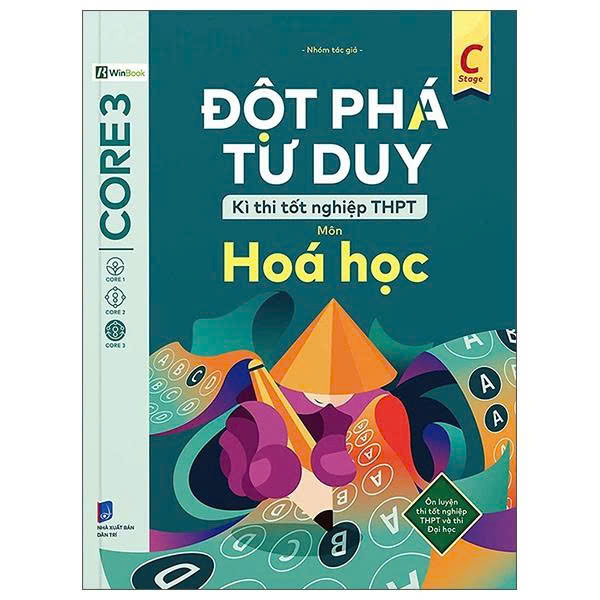 WinBook
CORE 3
CORE 1
CORE 2
CORE 3
NHÀ XUẤT BẢN
DÂN TRÍ
- Nhóm tác giả -
C
Stage
ĐỘT PHÁ
TƯ DUY
Kì thi tốt nghiệp THPT
Môn
Hoá học
Ôn luyện
thi tốt nghiệp
THPT và thi
Đại học